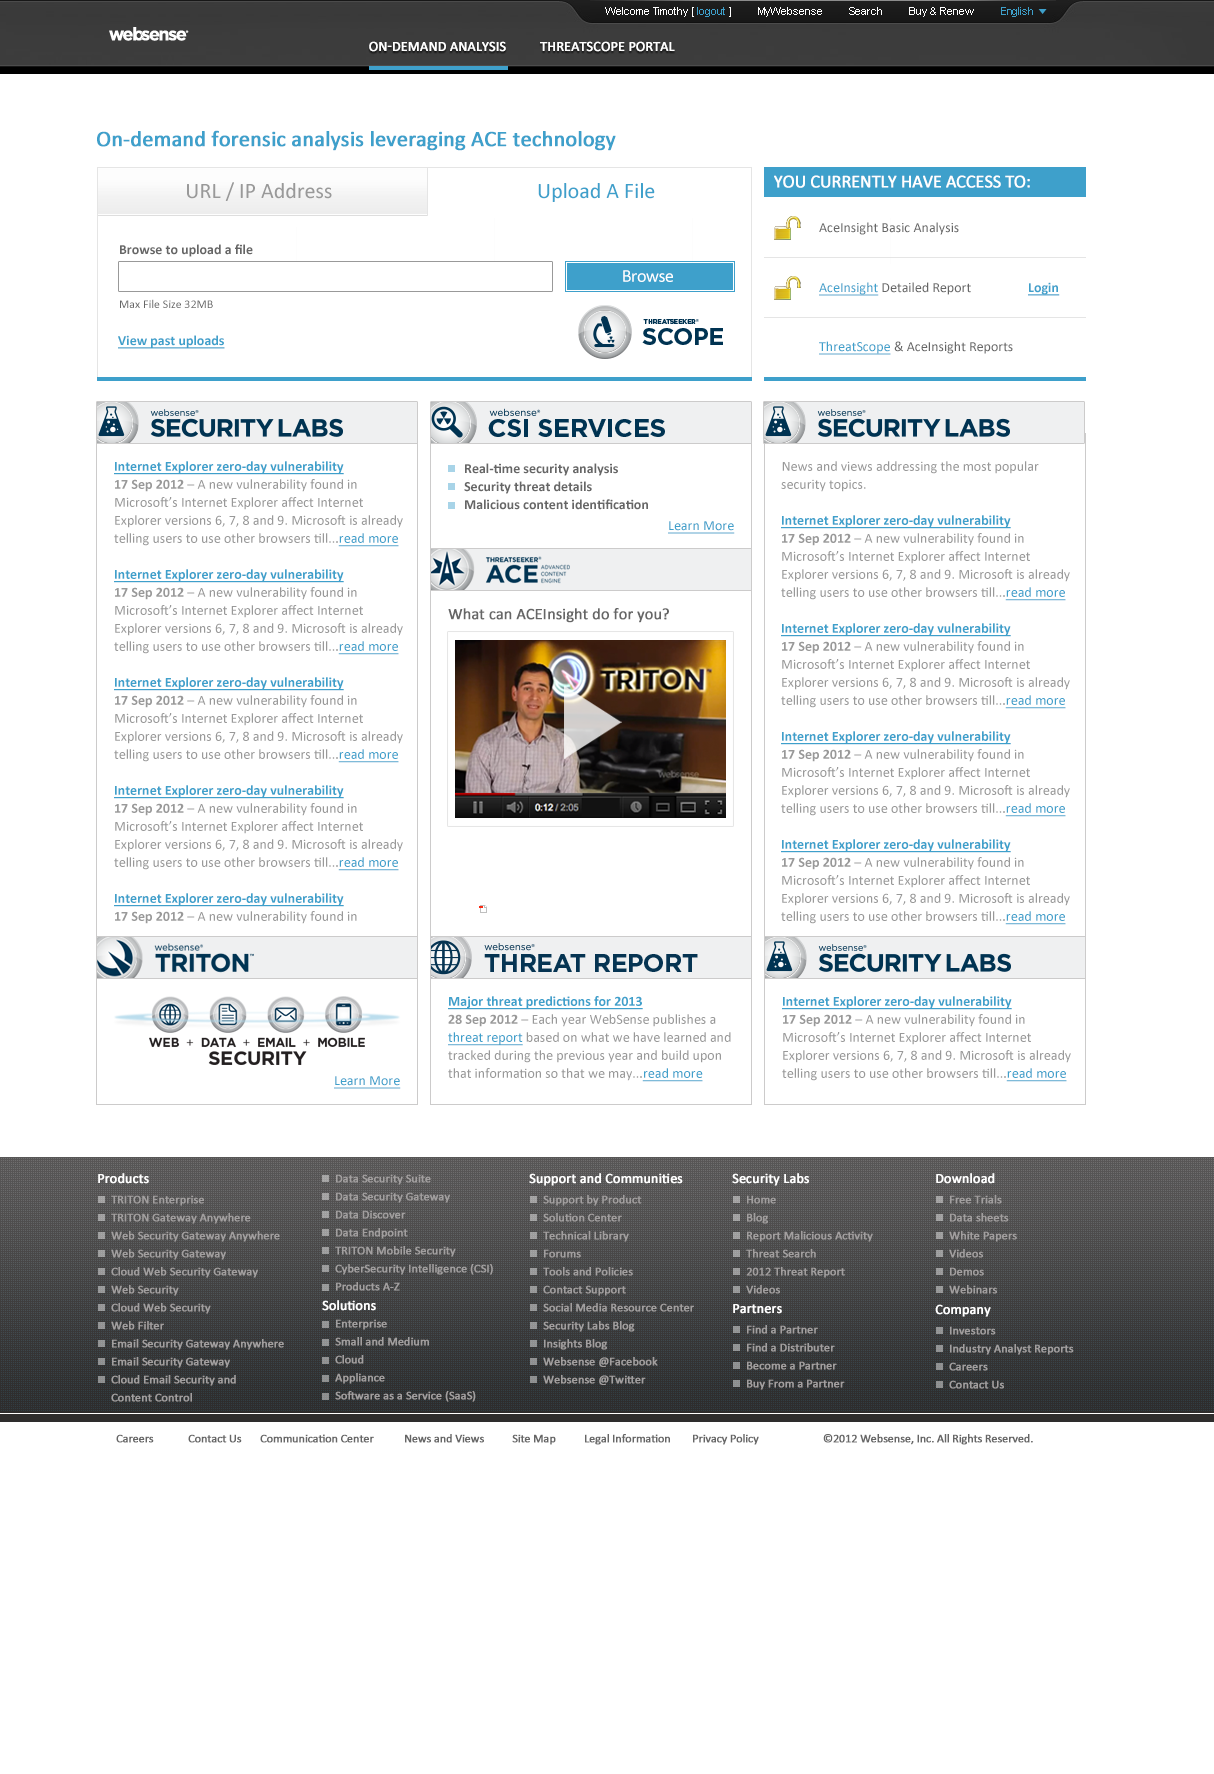 Welcome Timothy [ logout ] MyWebsense Search Buy & Renew English
websense
ON-DEMAND ANALYSIS THREATSCOPE PORTAL
On-demand forensic analysis leveraging ACE technology
URL / IP Address Upload A File
Browse to upload a file
Browse
Max File Size 32MB
View past uploads
THREATSEEKER®
SCOPE
YOU CURRENTLY HAVE ACCESS TO:
AceInsight Basic Analysis
AceInsight Detailed Report Login
ThreatScope & AceInsight Reports
websense®
SECURITY LABS
Internet Explorer zero-day vulnerability
17 Sep 2012 – A new vulnerability found in
Microsoft's Internet Explorer affect Internet
Explorer versions 6, 7, 8 and 9. Microsoft is already
telling users to use other browsers till...read more
Internet Explorer zero-day vulnerability
17 Sep 2012 – A new vulnerability found in
Microsoft's Internet Explorer affect Internet
Explorer versions 6, 7, 8 and 9. Microsoft is already
telling users to use other browsers till...read more
Internet Explorer zero-day vulnerability
17 Sep 2012 – A new vulnerability found in
Microsoft's Internet Explorer affect Internet
Explorer versions 6, 7, 8 and 9. Microsoft is already
telling users to use other browsers till...read more
Internet Explorer zero-day vulnerability
17 Sep 2012 – A new vulnerability found in
Microsoft's Internet Explorer affect Internet
Explorer versions 6, 7, 8 and 9. Microsoft is already
telling users to use other browsers till...read more
Internet Explorer zero-day vulnerability
17 Sep 2012 – A new vulnerability found in
websense®
CSI SERVICES
Real-time security analysis
Security threat details
Malicious content identification
Learn More
THREATSEEKER®
ACE ADVANCED CONTENT ENGINE
What can ACEInsight do for you?
TRITON™
websense
0:12 / 2:05
websense®
SECURITY LABS
News and views addressing the most popular
security topics.
Internet Explorer zero-day vulnerability
17 Sep 2012 – A new vulnerability found in
Microsoft's Internet Explorer affect Internet
Explorer versions 6, 7, 8 and 9. Microsoft is already
telling users to use other browsers till...read more
Internet Explorer zero-day vulnerability
17 Sep 2012 – A new vulnerability found in
Microsoft's Internet Explorer affect Internet
Explorer versions 6, 7, 8 and 9. Microsoft is already
telling users to use other browsers till...read more
Internet Explorer zero-day vulnerability
17 Sep 2012 – A new vulnerability found in
Microsoft's Internet Explorer affect Internet
Explorer versions 6, 7, 8 and 9. Microsoft is already
telling users to use other browsers till...read more
Internet Explorer zero-day vulnerability
17 Sep 2012 – A new vulnerability found in
Microsoft's Internet Explorer affect Internet
Explorer versions 6, 7, 8 and 9. Microsoft is already
telling users to use other browsers till...read more
websense®
TRITON™
WEB + DATA + EMAIL + MOBILE
SECURITY
Learn More
websense®
THREAT REPORT
Major threat predictions for 2013
28 Sep 2012 – Each year WebSense publishes a
threat report based on what we have learned and
tracked during the previous year and build upon
that information so that we may...read more
websense®
SECURITY LABS
Internet Explorer zero-day vulnerability
17 Sep 2012 – A new vulnerability found in
Microsoft's Internet Explorer affect Internet
Explorer versions 6, 7, 8 and 9. Microsoft is already
telling users to use other browsers till...read more
Products
TRITON Enterprise
TRITON Gateway Anywhere
Web Security Gateway Anywhere
Web Security Gateway
Cloud Web Security Gateway
Web Security
Cloud Web Security
Web Filter
Email Security Gateway Anywhere
Email Security Gateway
Cloud Email Security and
Content Control
Data Security Suite
Data Security Gateway
Data Discover
Data Endpoint
TRITON Mobile Security
CyberSecurity Intelligence (CSI)
Products A-Z
Solutions
Enterprise
Small and Medium
Cloud
Appliance
Software as a Service (SaaS)
Support and Communities
Support by Product
Solution Center
Technical Library
Forums
Tools and Policies
Contact Support
Social Media Resource Center
Security Labs Blog
Insights Blog
Websense @Facebook
Websense @Twitter
Security Labs
Home
Blog
Report Malicious Activity
Threat Search
2012 Threat Report
Videos
Partners
Find a Partner
Find a Distributer
Become a Partner
Buy From a Partner
Download
Free Trials
Data sheets
White Papers
Videos
Demos
Webinars
Company
Investors
Industry Analyst Reports
Careers
Contact Us
Careers Contact Us Communication Center News and Views Site Map Legal Information Privacy Policy ©2012 Websense, Inc. All Rights Reserved.